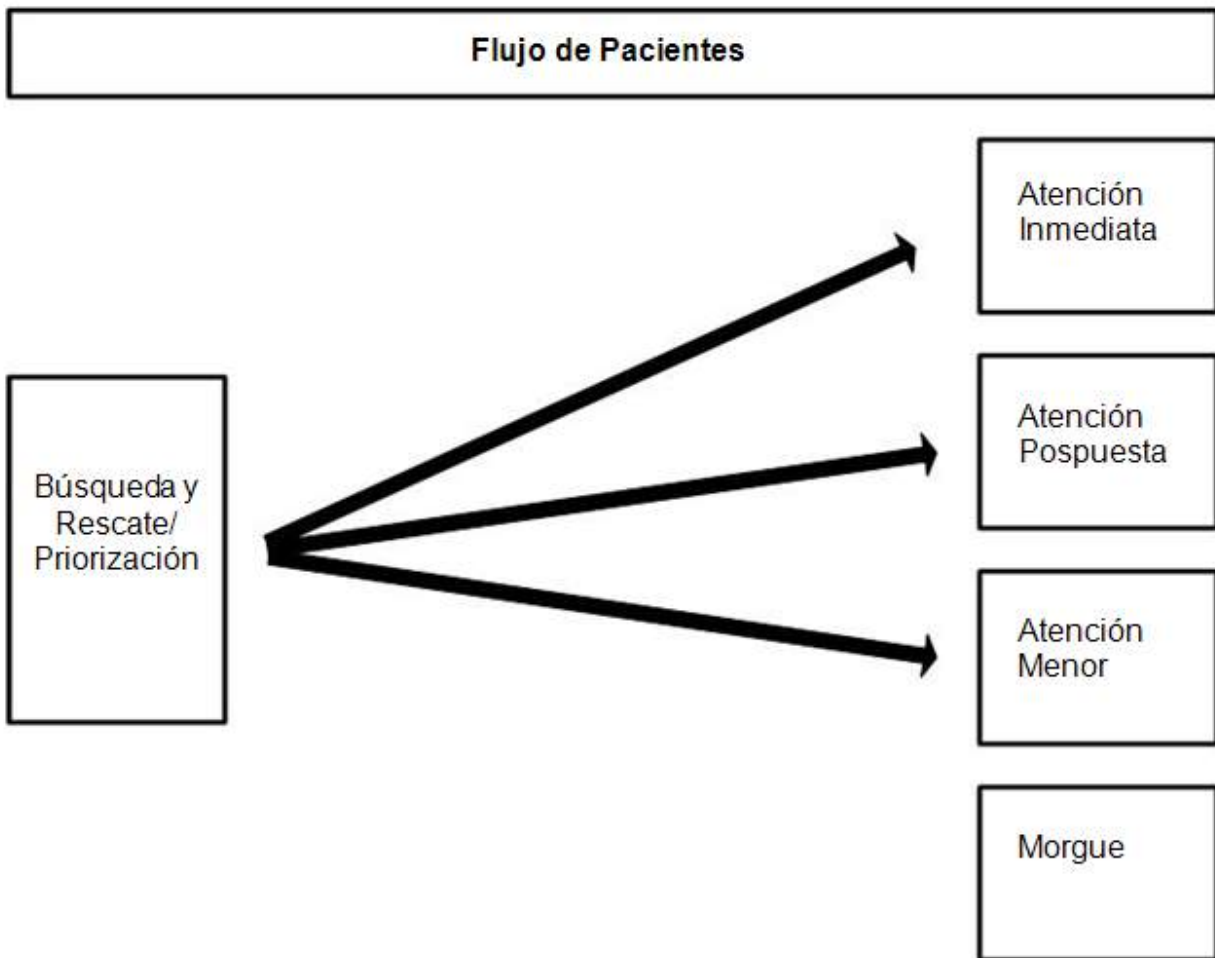 Flujo de Pacientes
Atención
Inmediata
Búsqueda y
Rescate/
Priorización
Atención
Pospuesta
Atención
Menor
Morgue